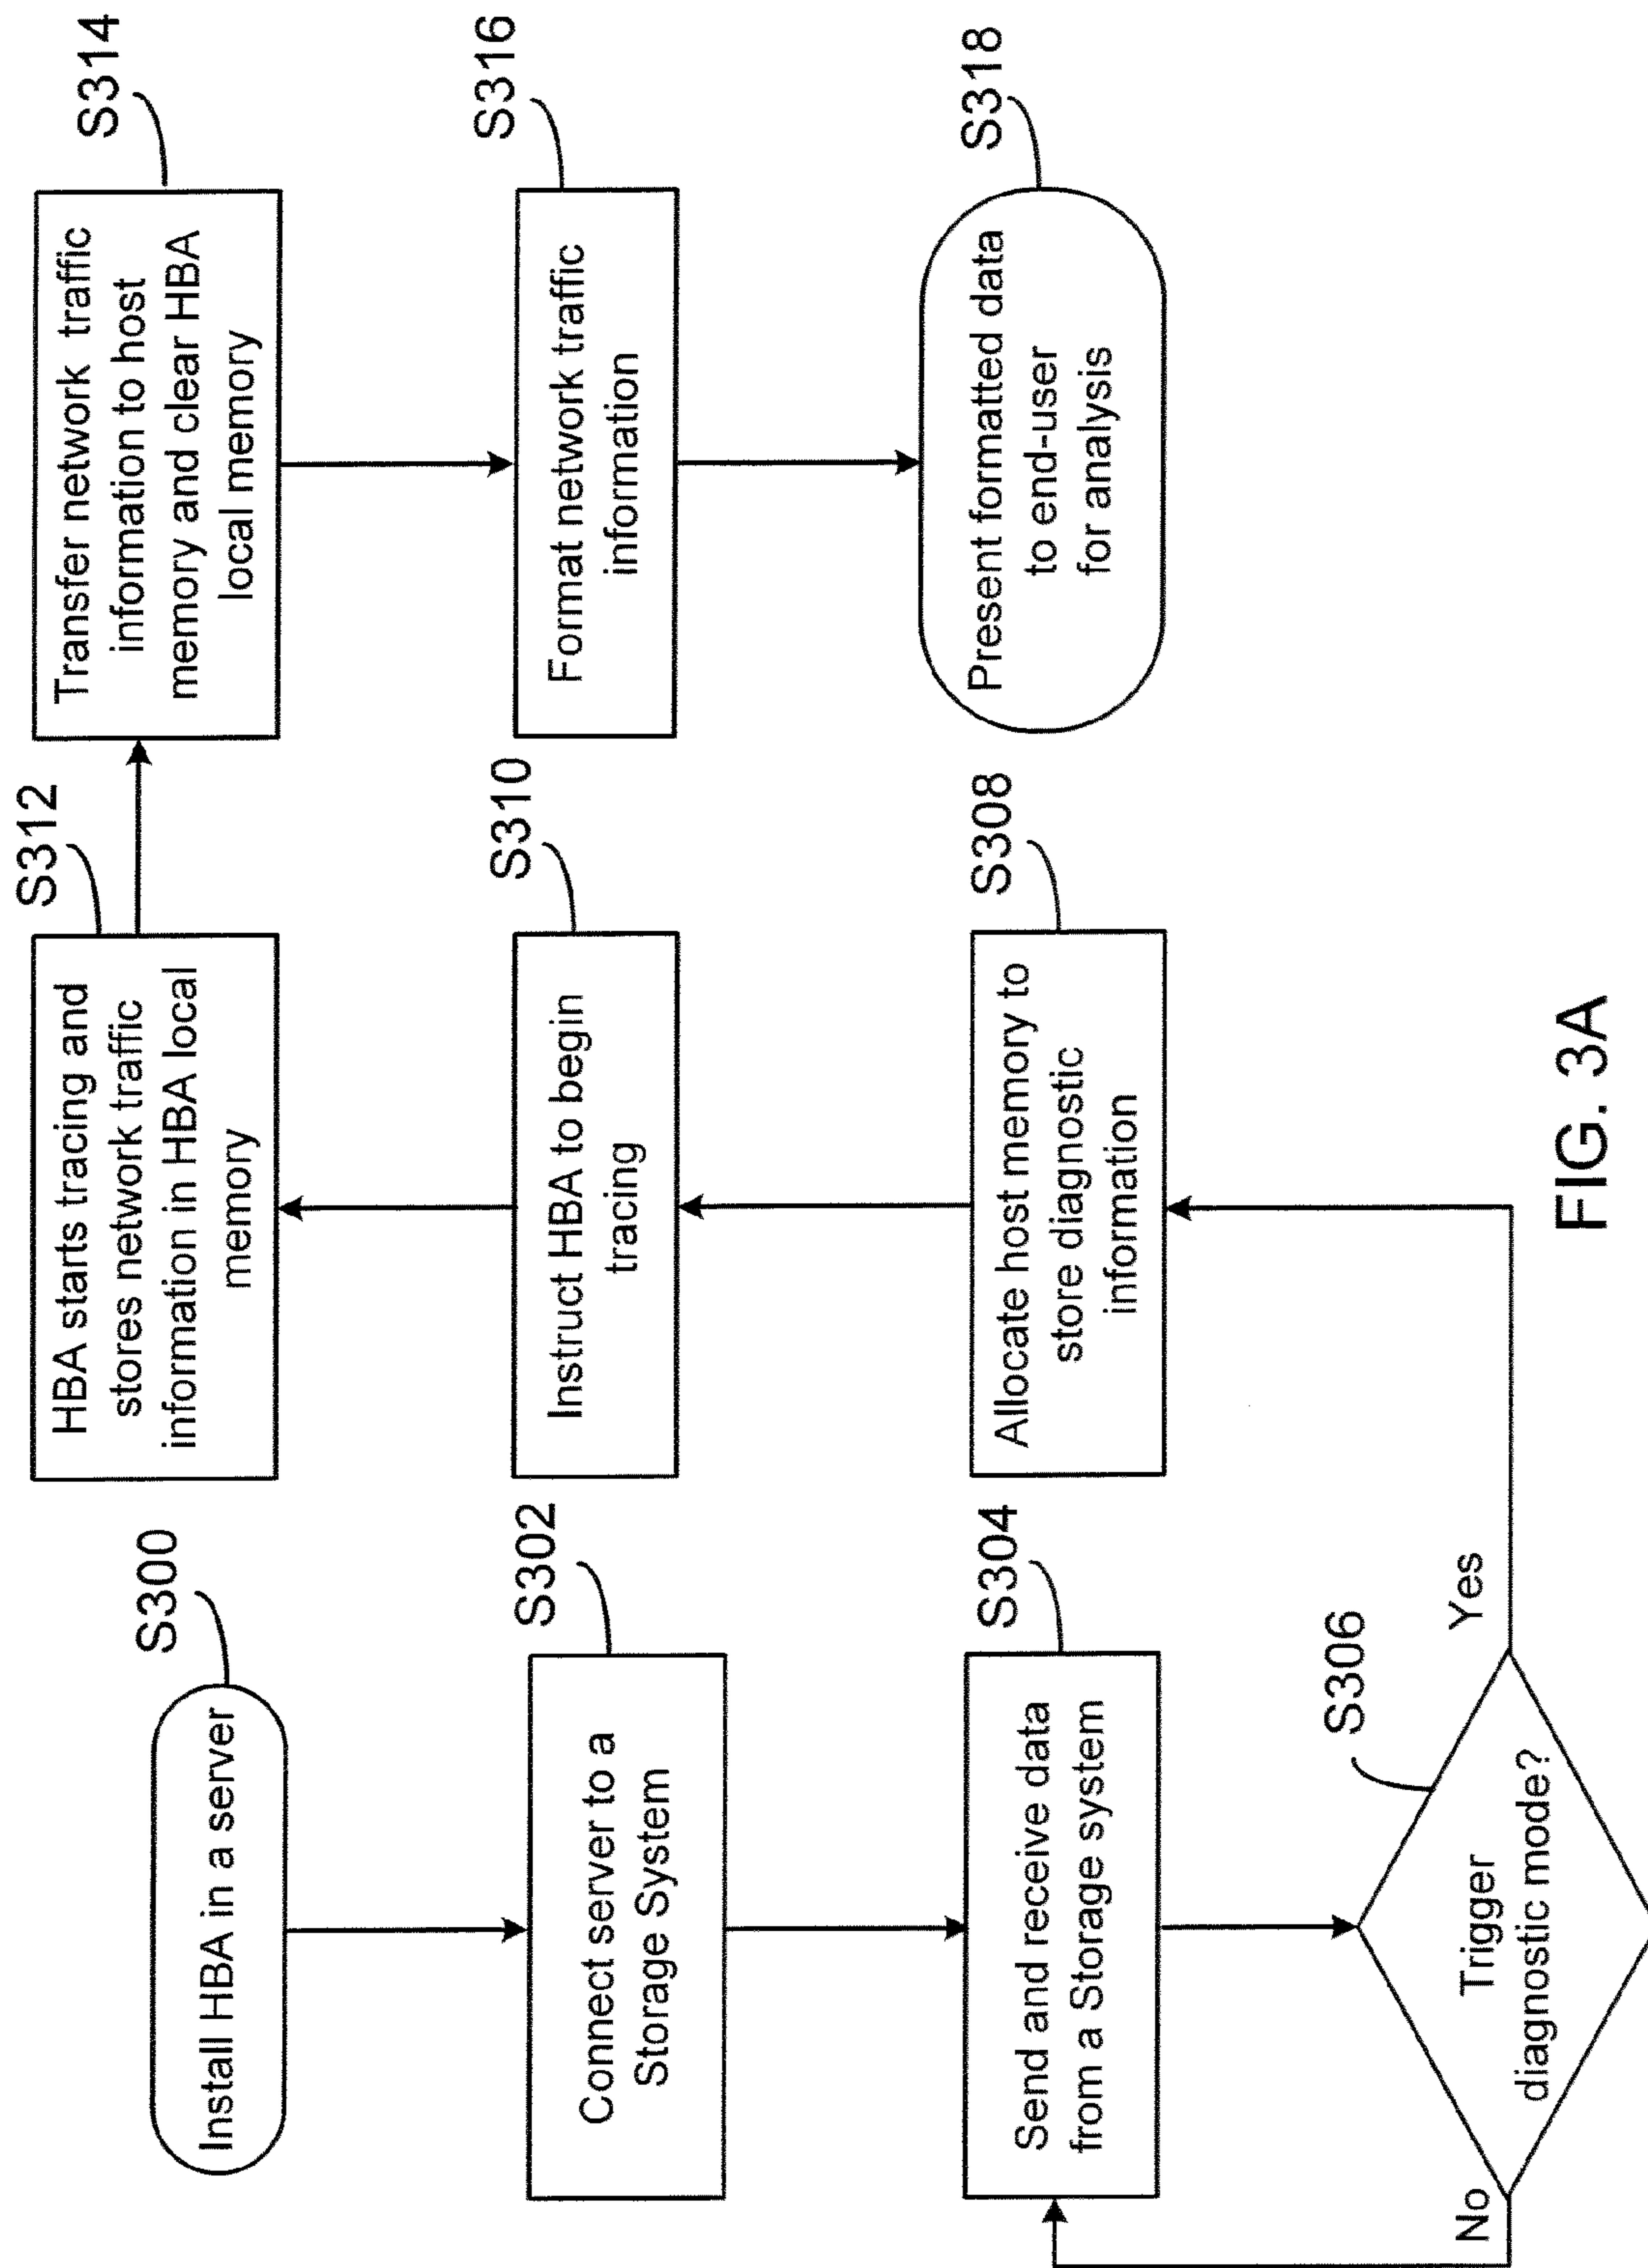 S300
Install HBA in a server
S302
Connect server to a
Storage System
S304
Send and receive data
from a Storage system
S306
Trigger
diagnostic mode?
No
Yes
S308
Allocate host memory to
store diagnostic
information
S310
Instruct HBA to begin
tracing
S312
HBA starts tracing and
stores network traffic
information in HBA local
memory
S314
Transfer network traffic
information to host
memory and clear HBA
local memory
S316
Format network traffic
information
S318
Present formatted data
to end-user
for analysis
FIG. 3A